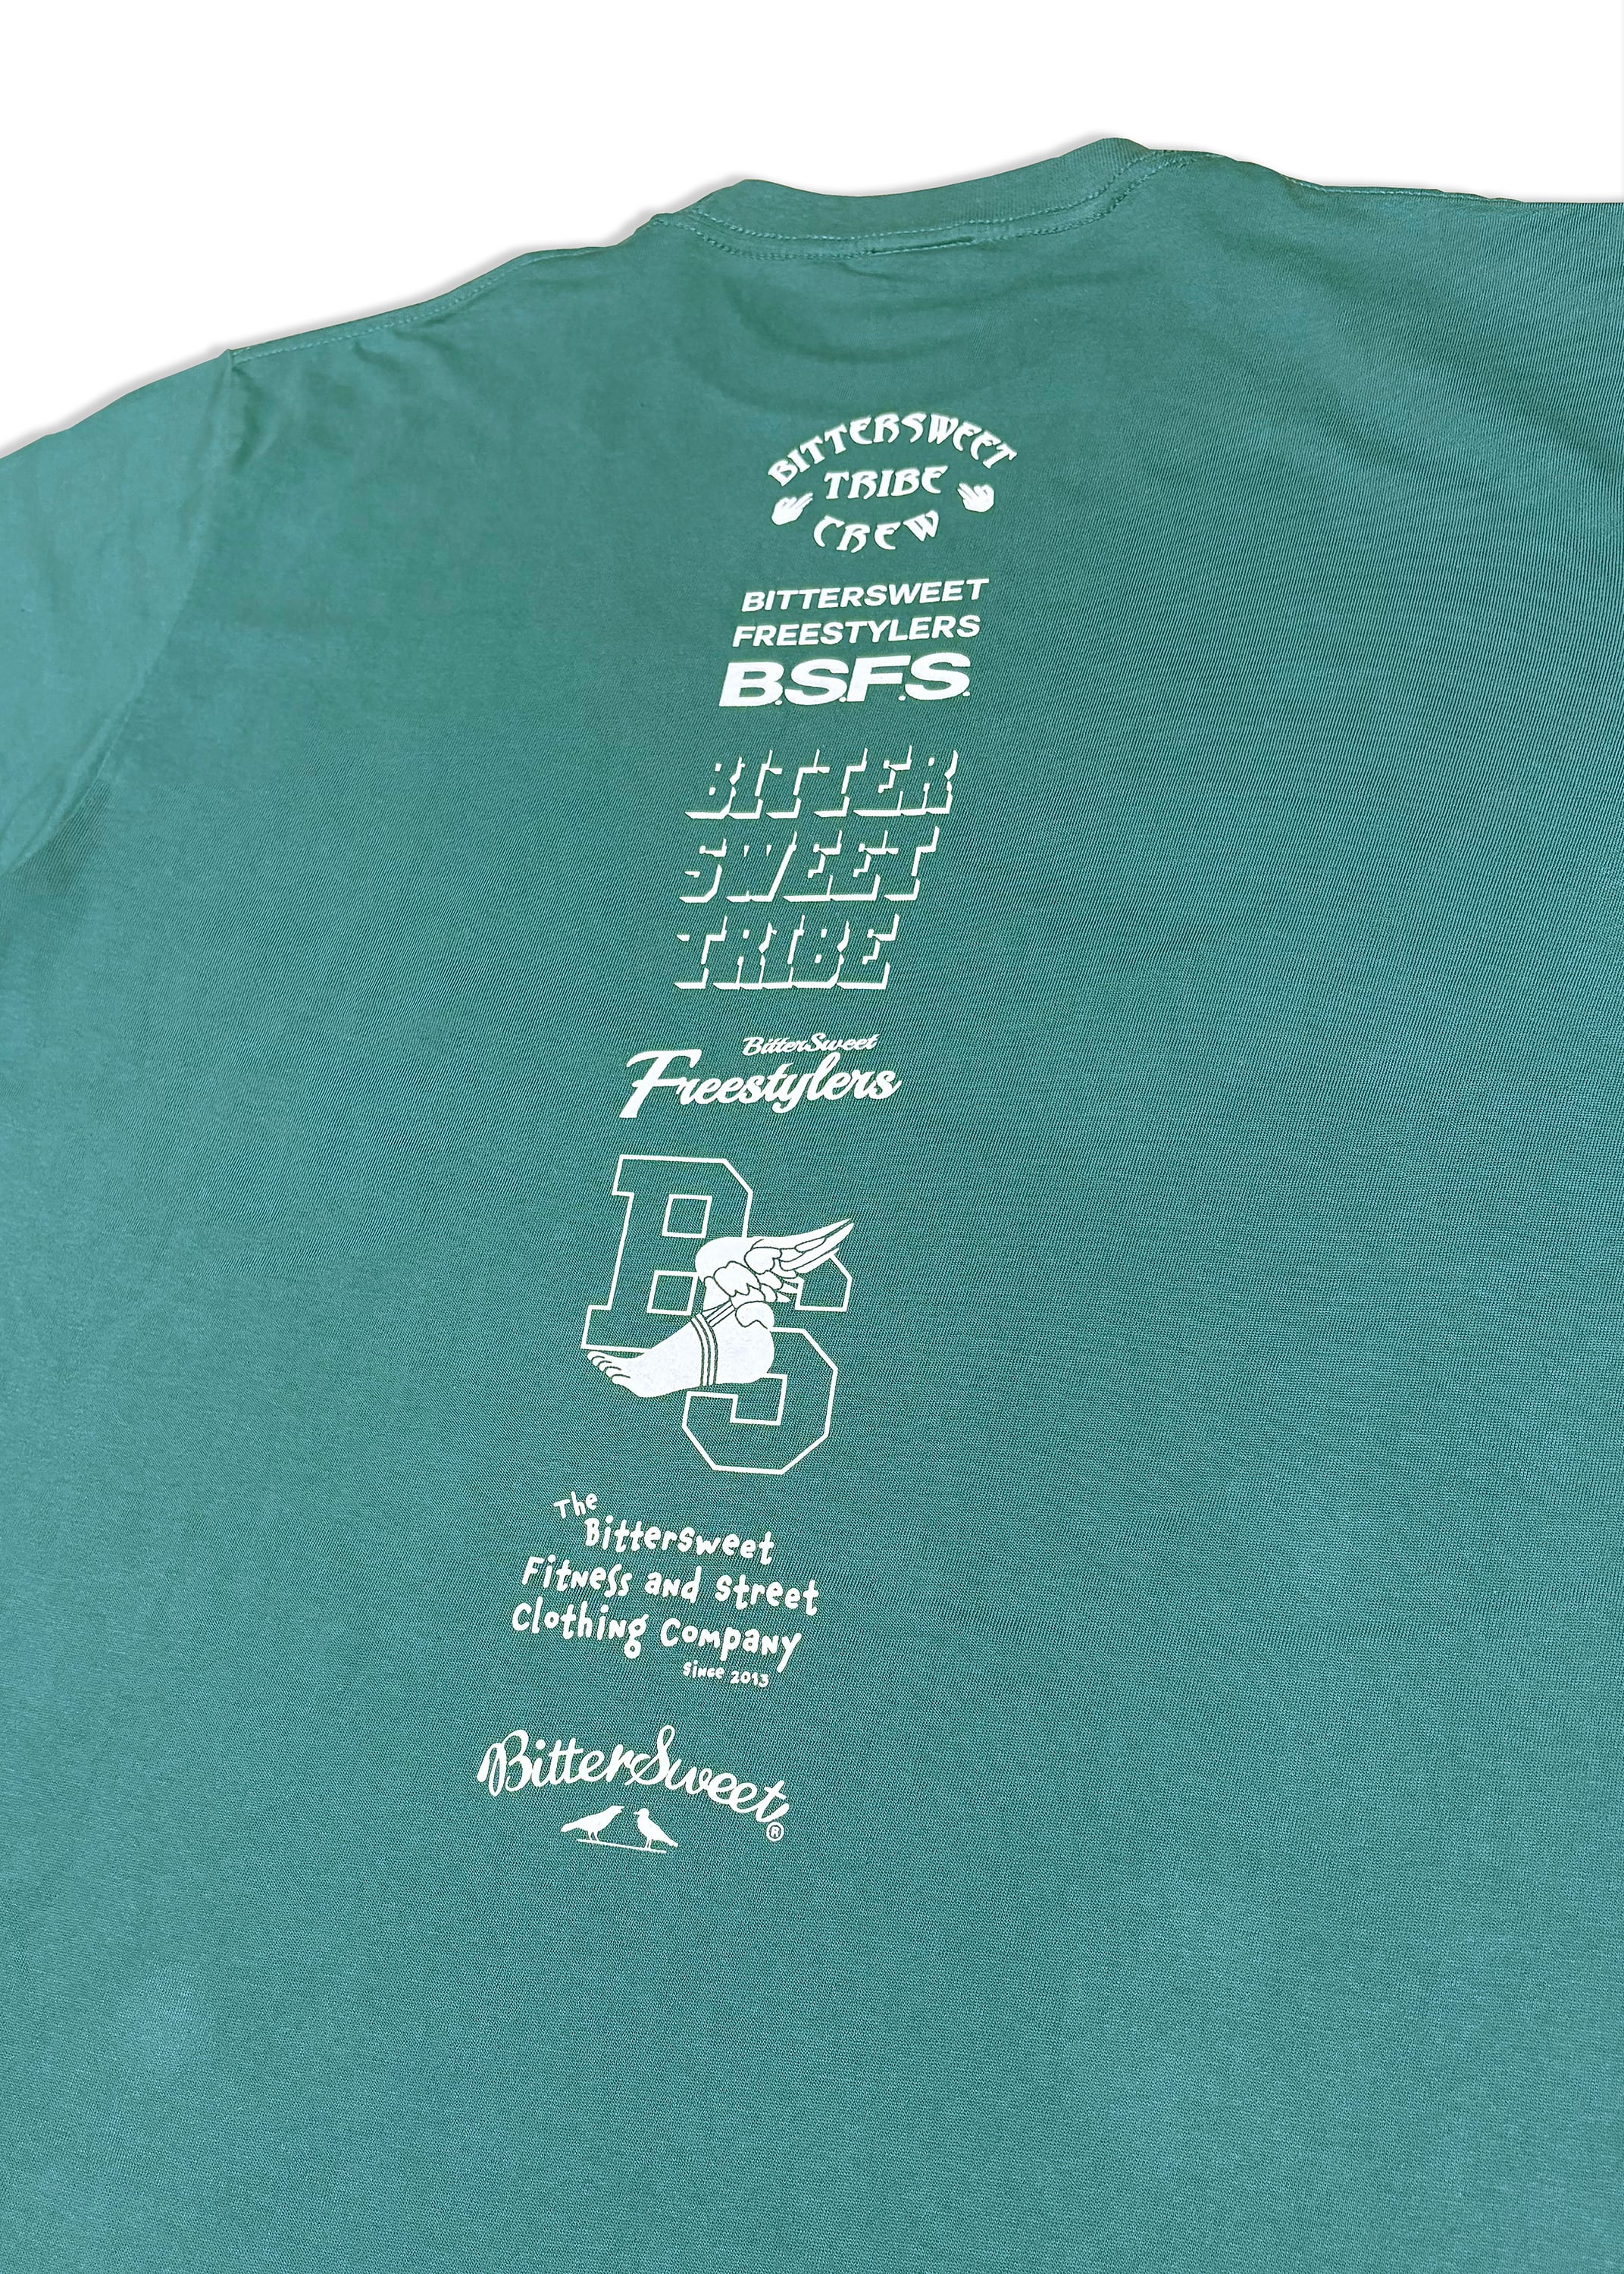 BITTERSWEET
TRIBE
CREW
BITTERSWEET
FREESTYLERS
B.S.F.S.
BITTER
SWEET
TRIBE
BitterSweet
Freestylers
BS
The
Bittersweet
Fitness and Street
Clothing Company
since 2013
BitterSweet
®